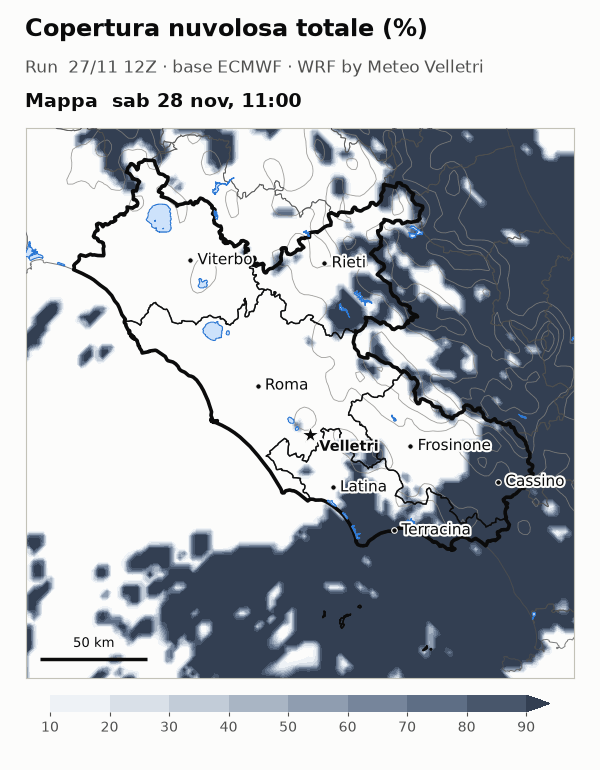 Copertura nuvolosa totale (%)
Run  27/11 12Z · base ECMWF · WRF by Meteo Velletri
Mappa  sab 28 nov, 11:00
Viterbo
Rieti
Roma
Velletri
Frosinone
Latina
Cassino
Terracina
50 km
10 20 30 40 50 60 70 80 90